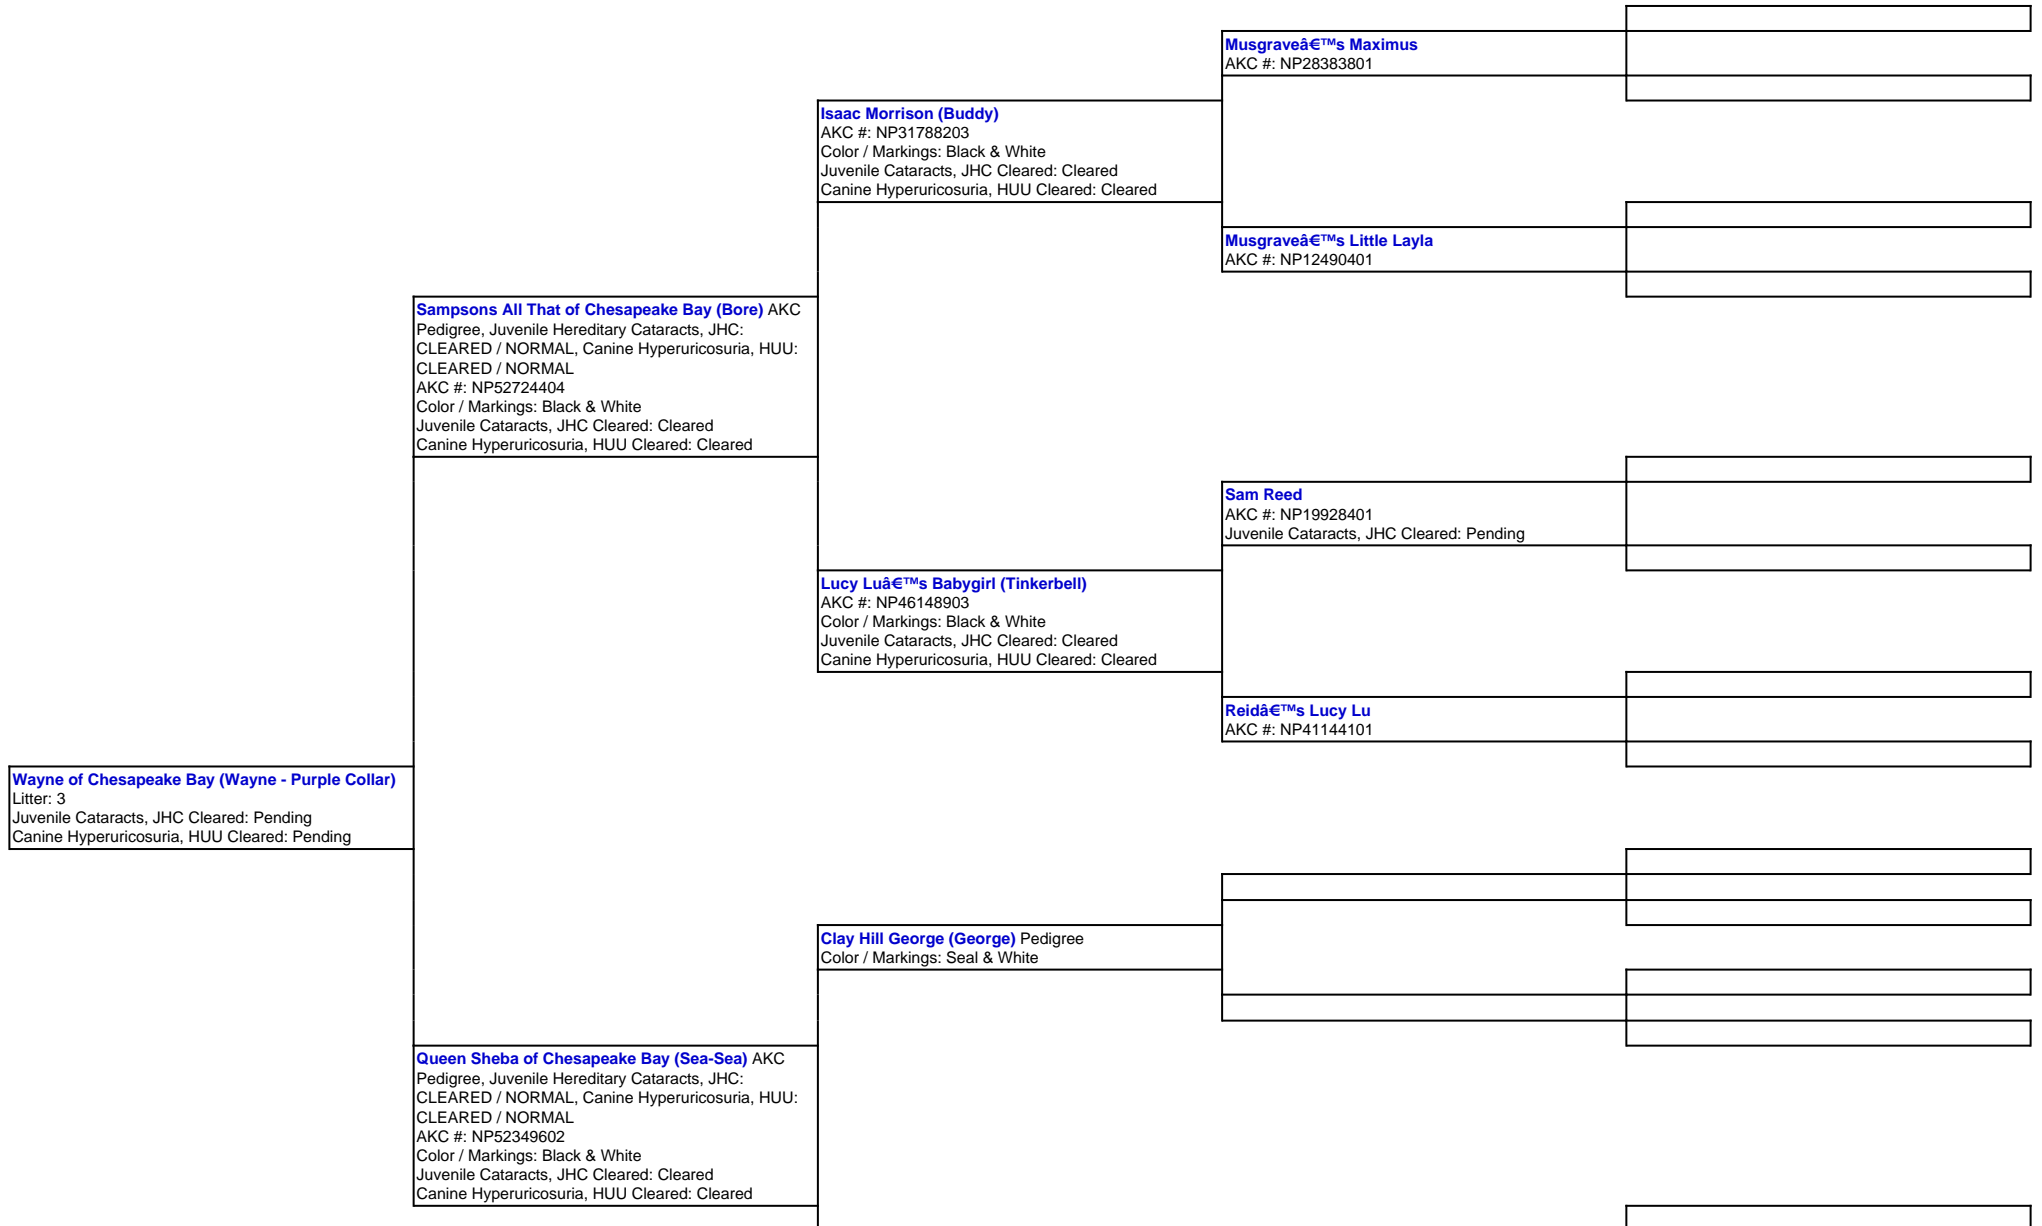 Musgraveâ€™s Maximus
AKC #: NP28383801
Isaac Morrison (Buddy)
AKC #: NP31788203
Color / Markings: Black & White
Juvenile Cataracts, JHC Cleared: Cleared
Canine Hyperuricosuria, HUU Cleared: Cleared
Musgraveâ€™s Little Layla
AKC #: NP12490401
Sampsons All That of Chesapeake Bay (Bore) AKC
Pedigree, Juvenile Hereditary Cataracts, JHC:
CLEARED / NORMAL, Canine Hyperuricosuria, HUU:
CLEARED / NORMAL
AKC #: NP52724404
Color / Markings: Black & White
Juvenile Cataracts, JHC Cleared: Cleared
Canine Hyperuricosuria, HUU Cleared: Cleared
Sam Reed
AKC #: NP19928401
Juvenile Cataracts, JHC Cleared: Pending
Lucy Luâ€™s Babygirl (Tinkerbell)
AKC #: NP46148903
Color / Markings: Black & White
Juvenile Cataracts, JHC Cleared: Cleared
Canine Hyperuricosuria, HUU Cleared: Cleared
Reidâ€™s Lucy Lu
AKC #: NP41144101
Wayne of Chesapeake Bay (Wayne - Purple Collar)
Litter: 3
Juvenile Cataracts, JHC Cleared: Pending
Canine Hyperuricosuria, HUU Cleared: Pending
Clay Hill George (George) Pedigree
Color / Markings: Seal & White
Queen Sheba of Chesapeake Bay (Sea-Sea) AKC
Pedigree, Juvenile Hereditary Cataracts, JHC:
CLEARED / NORMAL, Canine Hyperuricosuria, HUU:
CLEARED / NORMAL
AKC #: NP52349602
Color / Markings: Black & White
Juvenile Cataracts, JHC Cleared: Cleared
Canine Hyperuricosuria, HUU Cleared: Cleared